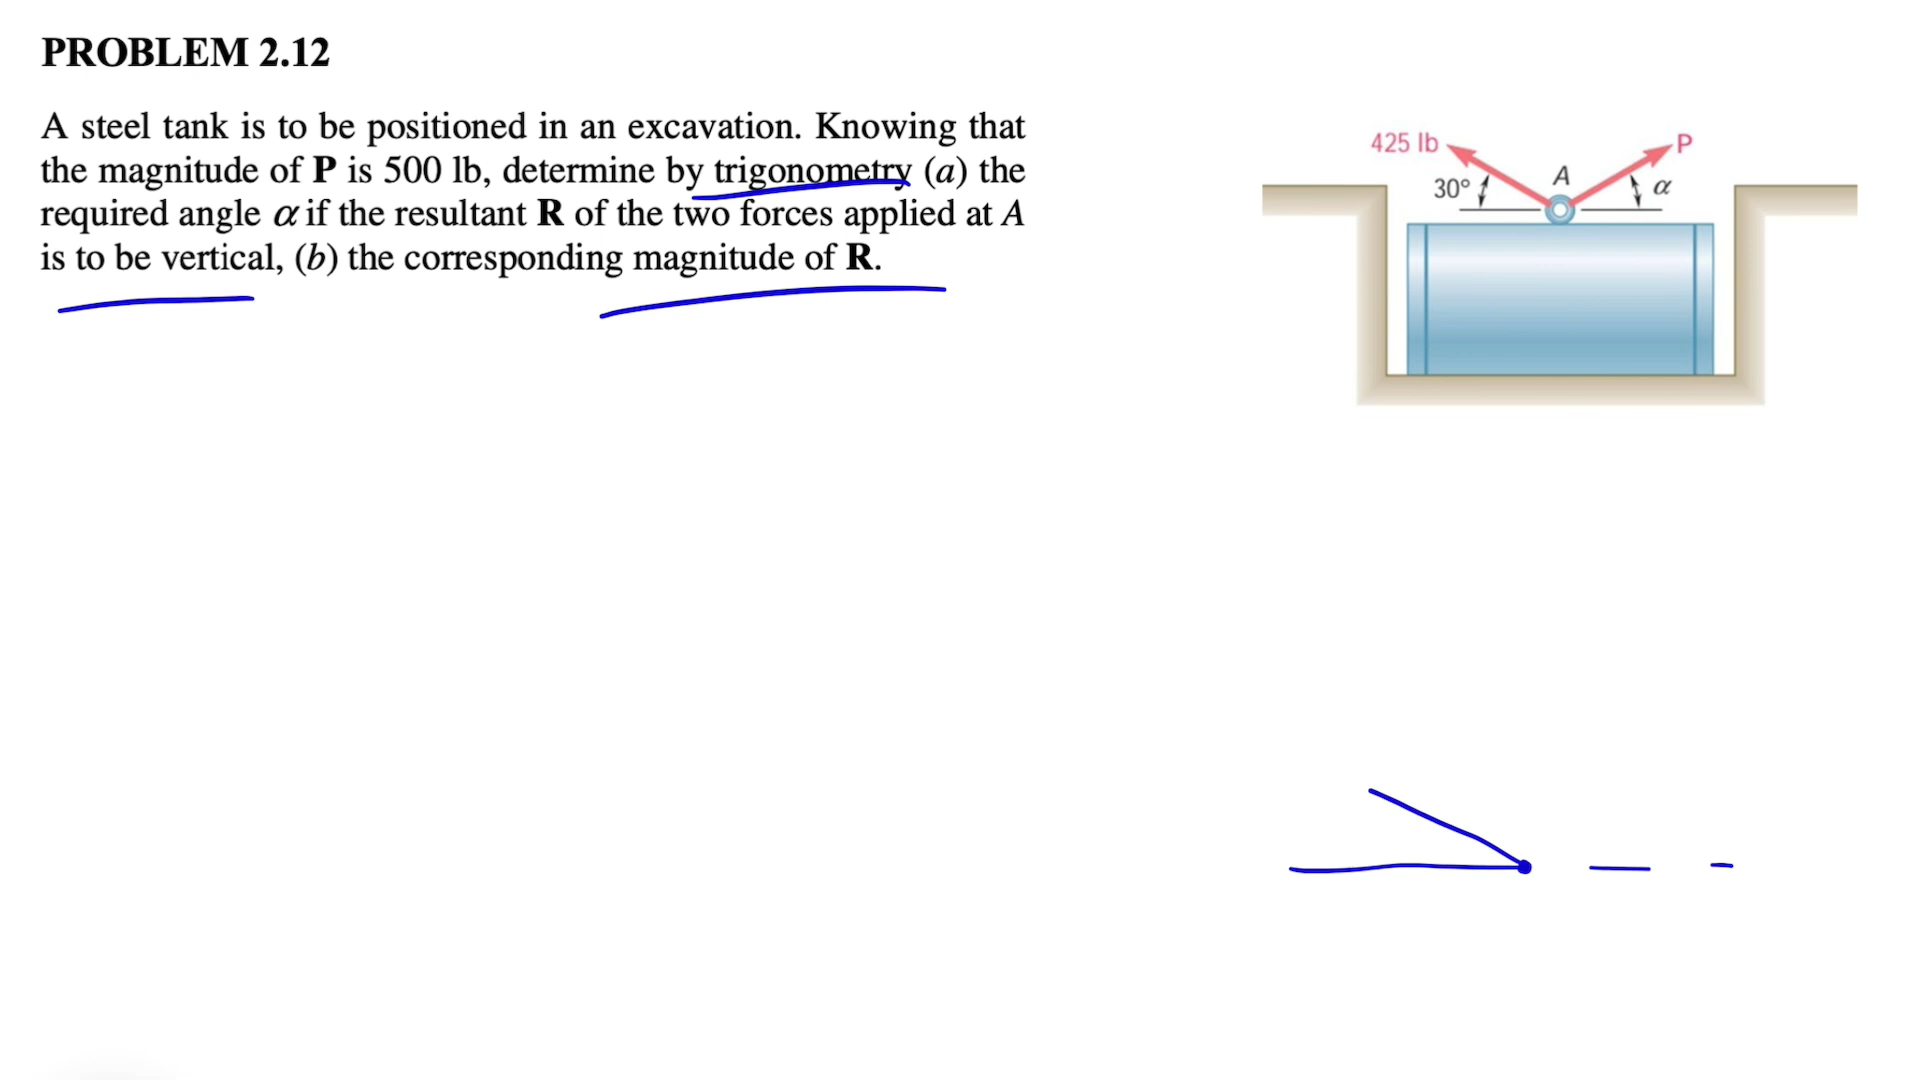 PROBLEM 2.12
A steel tank is to be positioned in an excavation. Knowing that
the magnitude of P is 500 lb, determine by trigonometry (a) the
required angle α if the resultant R of the two forces applied at A
is to be vertical, (b) the corresponding magnitude of R.
425 lb
P
A
30°
α